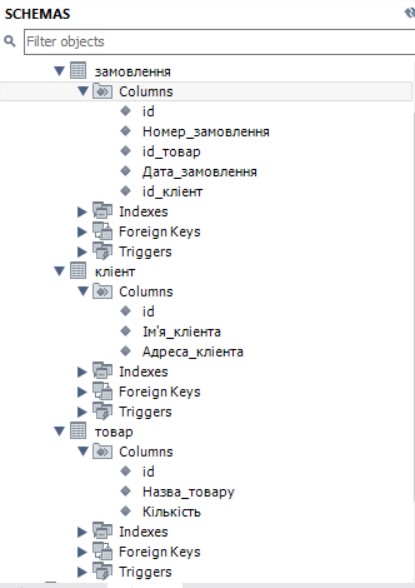 SCHEMAS
Filter objects
замовлення
Columns
id
Номер_замовлення
id_товар
Дата_замовлення
id_клієнт
Indexes
Foreign Keys
Triggers
клієнт
Columns
id
Ім'я_клієнта
Адреса_клієнта
Indexes
Foreign Keys
Triggers
товар
Columns
id
Назва_товару
Кількість
Indexes
Foreign Keys
Triggers